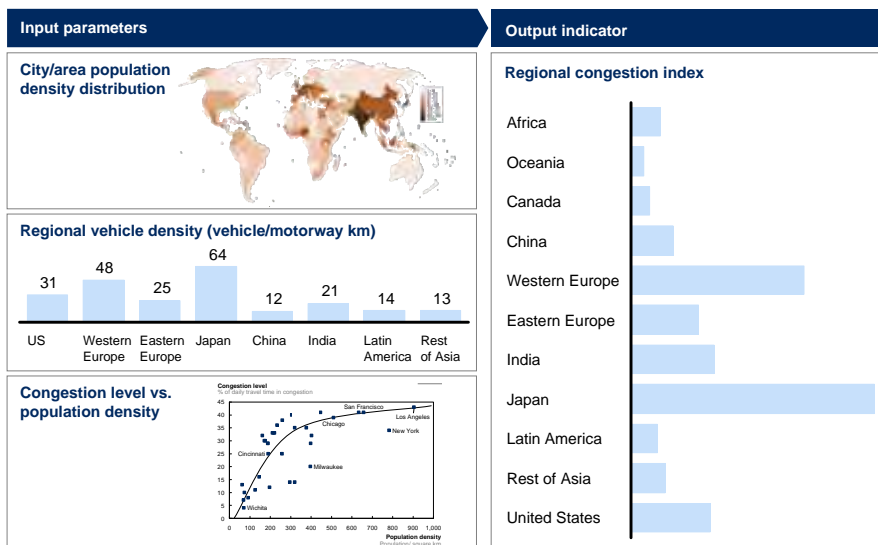 Input parameters
City/area population
density distribution
Regional vehicle density (vehicle/motorway km)
31
48
25
64
12
21
14
13
US
Western
Europe
Eastern
Europe
Japan
China
India
Latin
America
Rest
of Asia
Congestion level vs.
population density
Congestion level
% of daily travel time in congestion
45
40
35
30
25
20
15
10
5
0
San Francisco
Los Angeles
Chicago
New York
Cincinnati
Milwaukee
Wichita
0 100 200 300 400 500 600 700 800 900 1,000
Population density
Population/ square km
Output indicator
Regional congestion index
Africa
Oceania
Canada
China
Western Europe
Eastern Europe
India
Japan
Latin America
Rest of Asia
United States